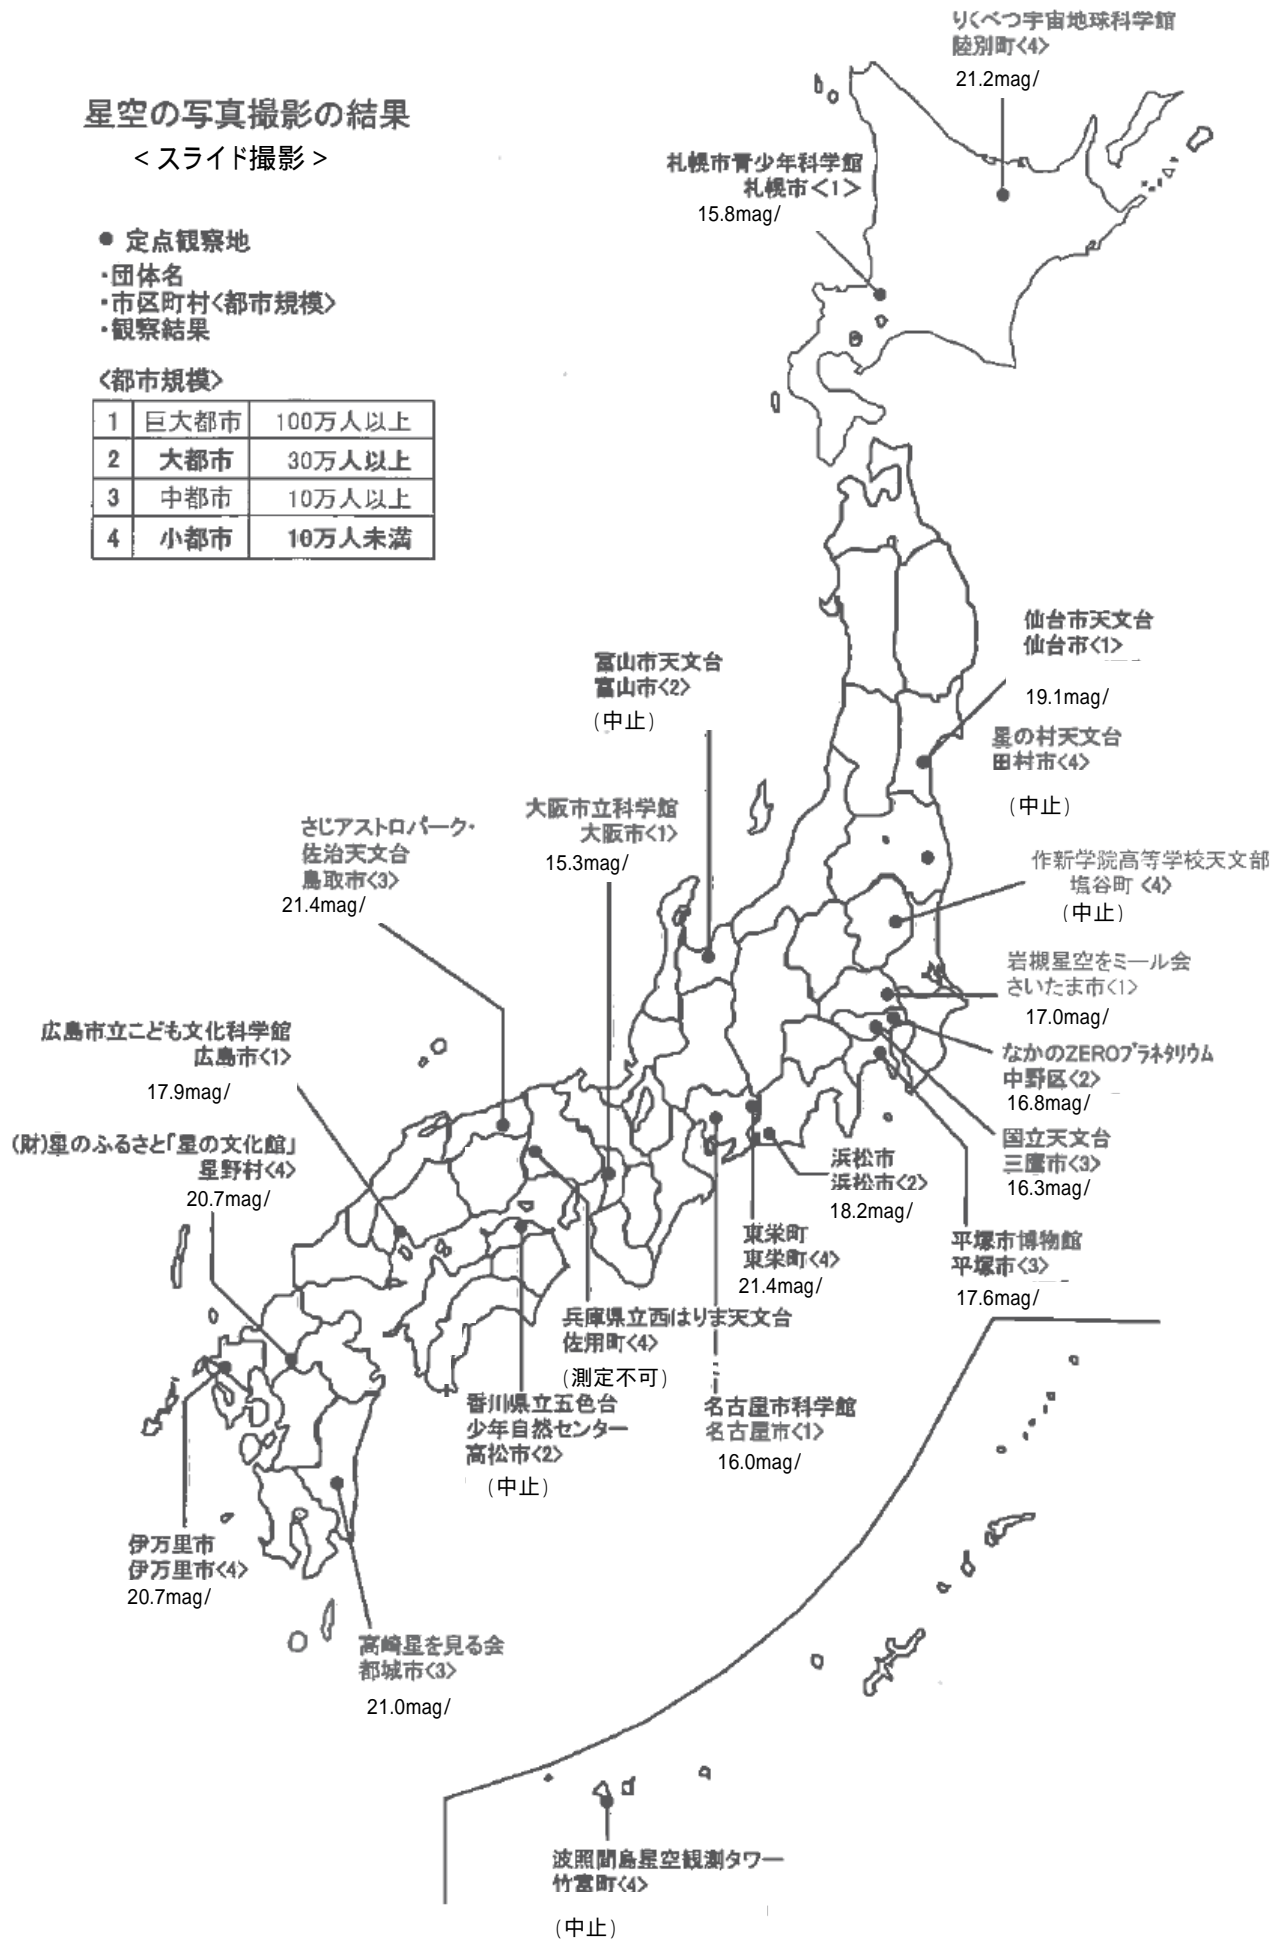 星空の写真撮影の結果
<スライド撮影>
● 定点観察地
・団体名
・市区町村<都市規模>
・観察結果
<都市規模>
1 巨大都市 100万人以上
2 大都市 30万人以上
3 中都市 10万人以上
4 小都市 10万人未満
りくべつ宇宙地球科学館
陸別町<4>
21.2mag/
札幌市青少年科学館
札幌市<1>
15.8mag/
仙台市天文台
仙台市<1>
19.1mag/
富山市天文台
富山市<2>
(中止)
星の村天文台
田村市<4>
(中止)
大阪市立科学館
大阪市<1>
15.3mag/
さじアストロパーク・
佐治天文台
鳥取市<3>
21.4mag/
作新学院高等学校天文部
塩谷町<4>
(中止)
岩槻星空をミール会
さいたま市<1>
17.0mag/
広島市立こども文化科学館
広島市<1>
17.9mag/
なかのZEROプラネタリウム
中野区<2>
16.8mag/
(財)星のふるさと「星の文化館」
星野村<4>
20.7mag/
国立天文台
三鷹市<3>
16.3mag/
浜松市
浜松市<2>
18.2mag/
東栄町
東栄町<4>
21.4mag/
平塚市博物館
平塚市<3>
17.6mag/
兵庫県立西はりま天文台
佐用町<4>
(測定不可)
香川県立五色台
少年自然センター
高松市<2>
(中止)
名古屋市科学館
名古屋市<1>
16.0mag/
伊万里市
伊万里市<4>
20.7mag/
高崎星を見る会
都城市<3>
21.0mag/
波照間島星空観測タワー
竹富町<4>
(中止)